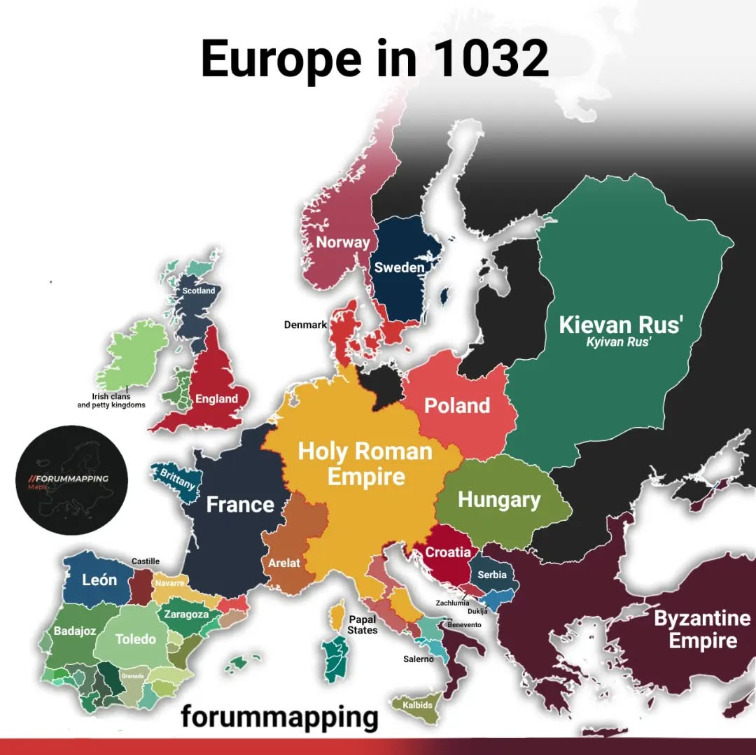 Europe in 1032
Norway
Sweden
Scotland
Denmark
Kievan Rus'
Kyivan Rus'
Irish clans
and petty kingdoms
England
Poland
Holy Roman
Empire
//FORUMMAPPING
Maps
Brittany
France
Hungary
Arelat
Croatia
Castille
León
Navarre
Serbia
Zachlumia
Duklja
Zaragoza
Papal
States
Benevento
Byzantine
Empire
Badajoz
Toledo
Salerno
Granada
Kalbids
forummapping